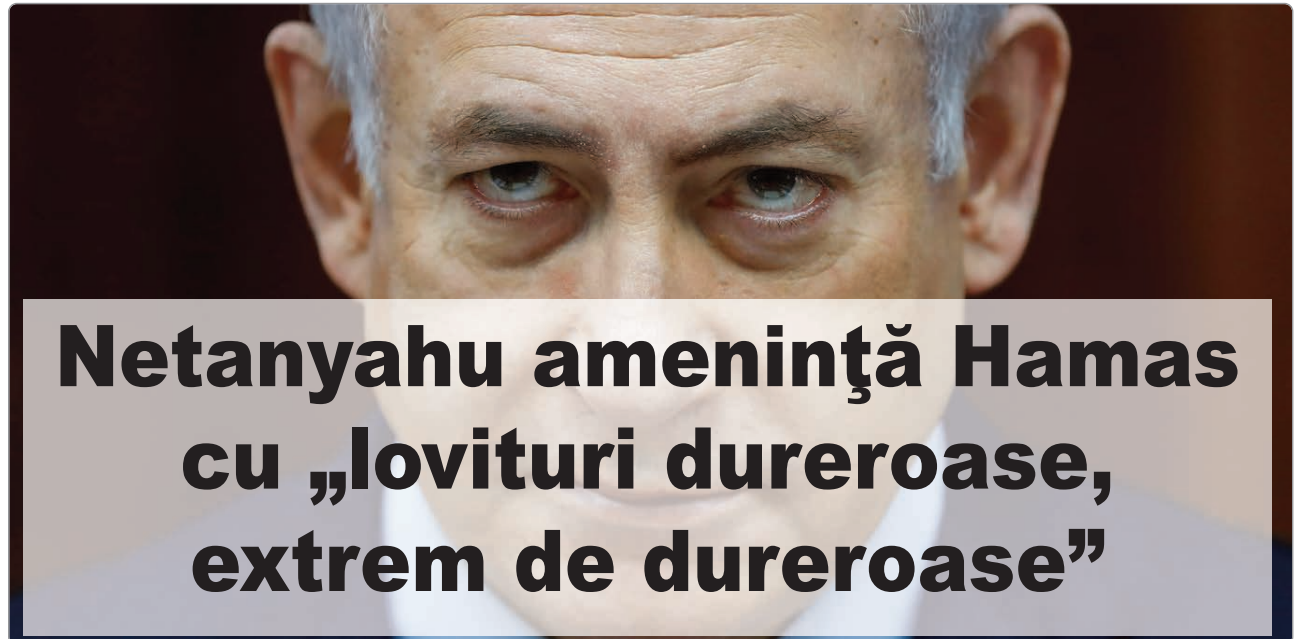 Netanyahu ameninţă Hamas
cu „lovituri dureroase,
extrem de dureroase”